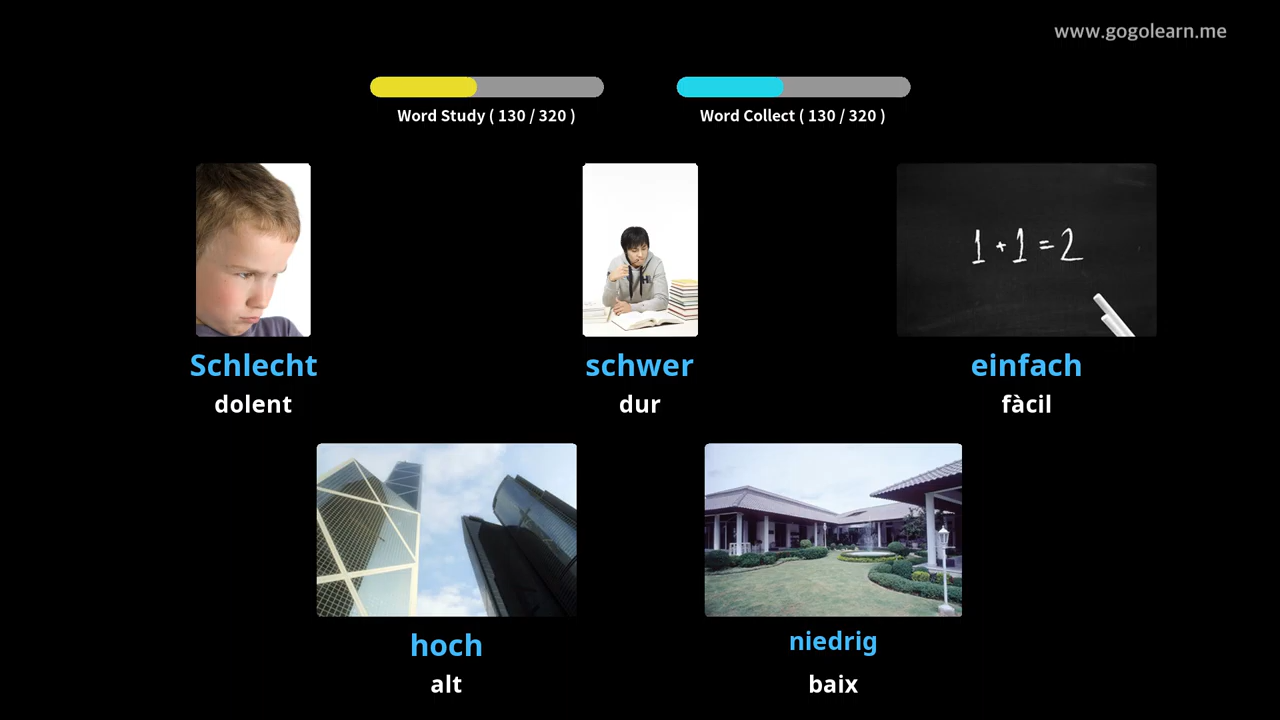 www.gogolearn.me
Word Study ( 130 / 320 )
Word Collect ( 130 / 320 )
1 + 1 = 2
Schlecht
schwer
einfach
dolent
dur
fàcil
hoch
niedrig
alt
baix